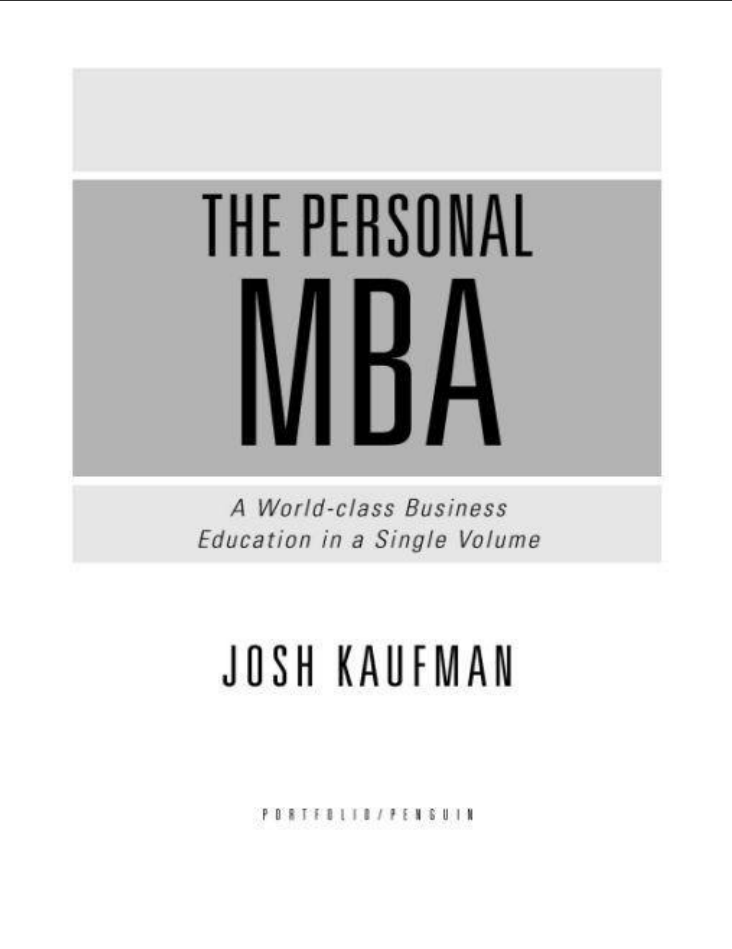 THE PERSONAL
MBA
A World-class Business
Education in a Single Volume
JOSH KAUFMAN
PORTFOLIO/PENGUIN